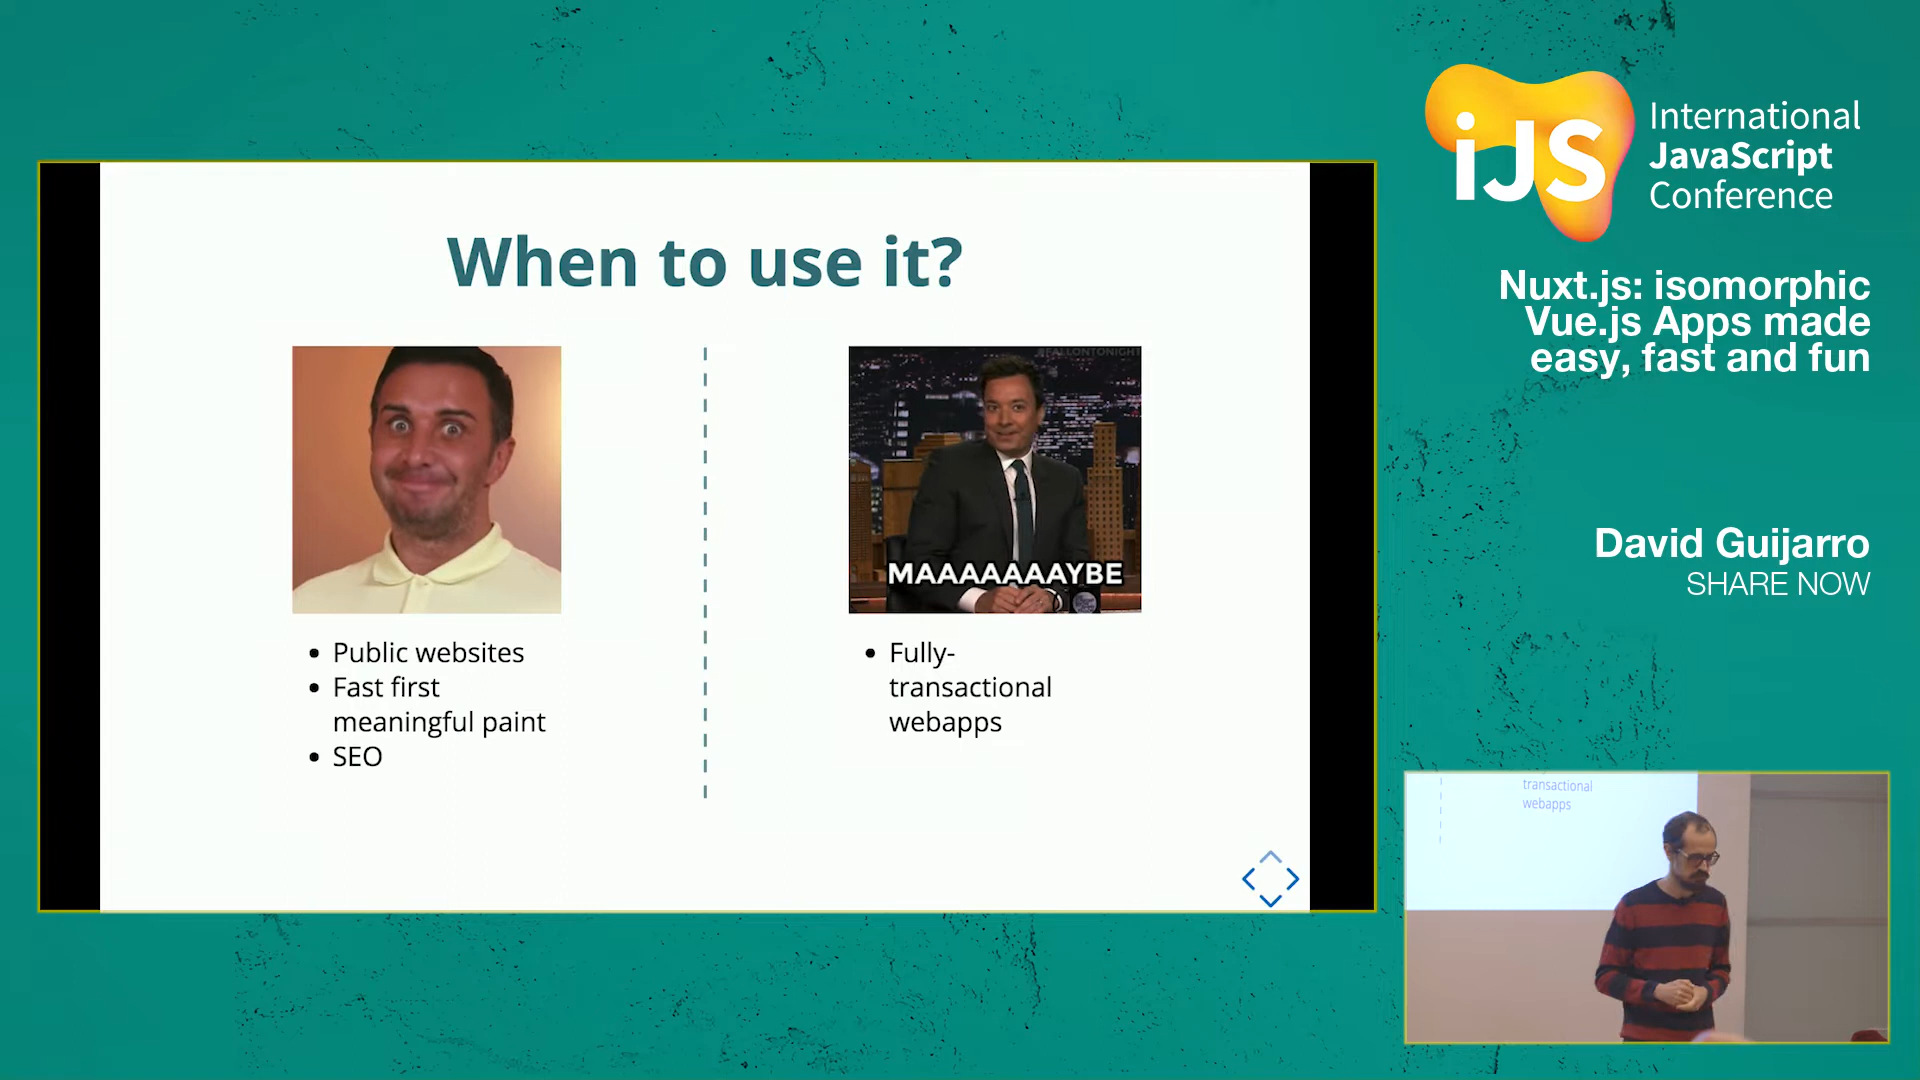 When to use it?
#FALLONTONIGHT
MAAAAAAAYBE
• Public websites
• Fast first
meaningful paint
• SEO
• Fully-
transactional
webapps
iJS
International
JavaScript
Conference
Nuxt.js: isomorphic
Vue.js Apps made
easy, fast and fun
David Guijarro
SHARE NOW
transactional
webapps